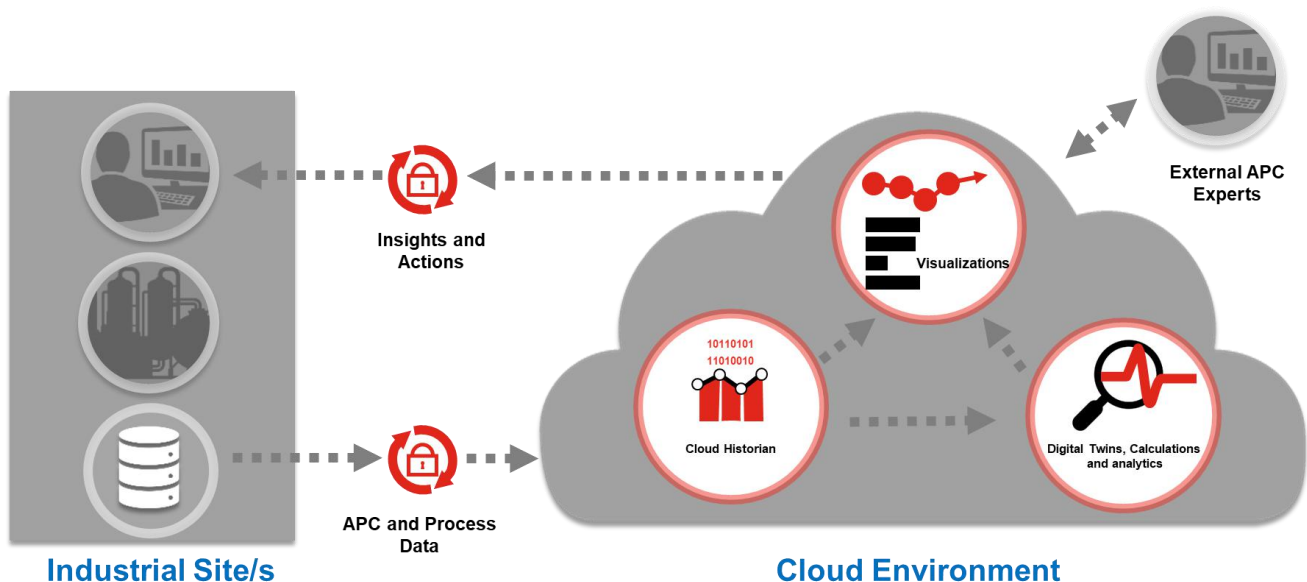 External APC
Experts
Insights and
Actions
Visualizations
10110101
11010010
Cloud Historian
Digital Twins, Calculations
and analytics
APC and Process
Data
Industrial Site/s
Cloud Environment